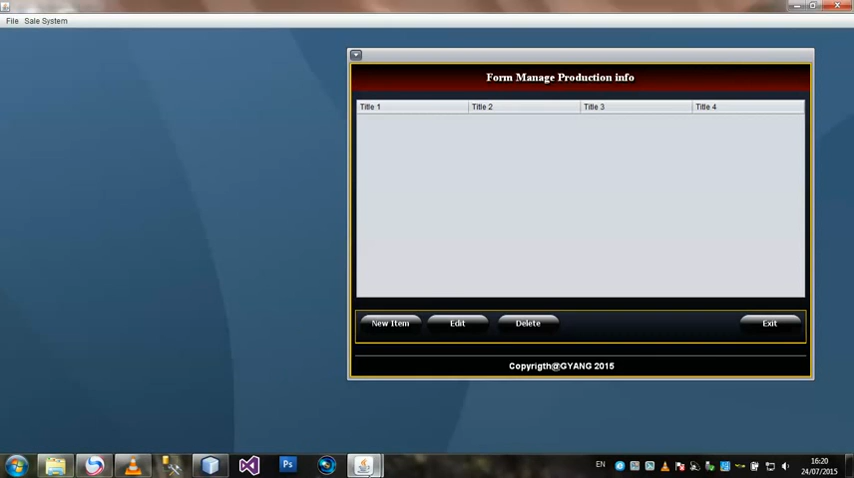 File Sale System
Form Manage Production info
Title 1 Title 2 Title 3 Title 4
New Item Edit Delete Exit
Copyrigth@GYANG 2015
Ps
EN
16:20
24/07/2015